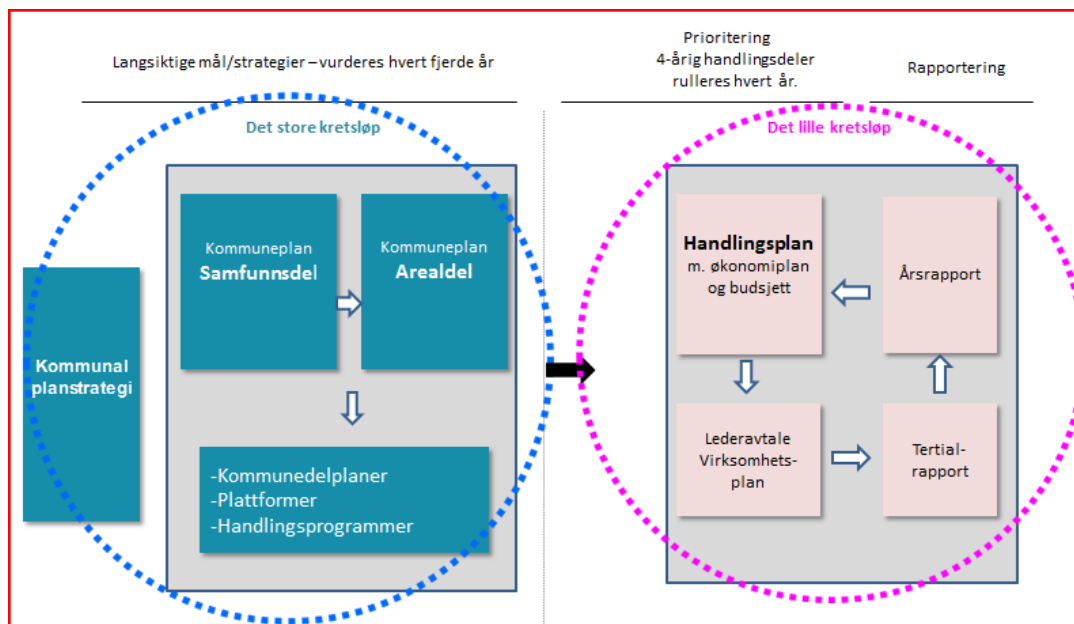 Langsiktige mål/strategier – vurderes hvert fjerde år
Prioritering
4-årig handlingsdeler
rulleres hvert år.
Rapportering
Det store kretsløp
Kommunal
planstrategi
Kommuneplan
Samfunnsdel
Kommuneplan
Arealdel
-Kommunedelplaner
-Plattformer
-Handlingsprogrammer
Det lille kretsløp
Handlingsplan
m. økonomiplan
og budsjett
Årsrapport
Lederavtale
Virksomhets-
plan
Tertial-
rapport